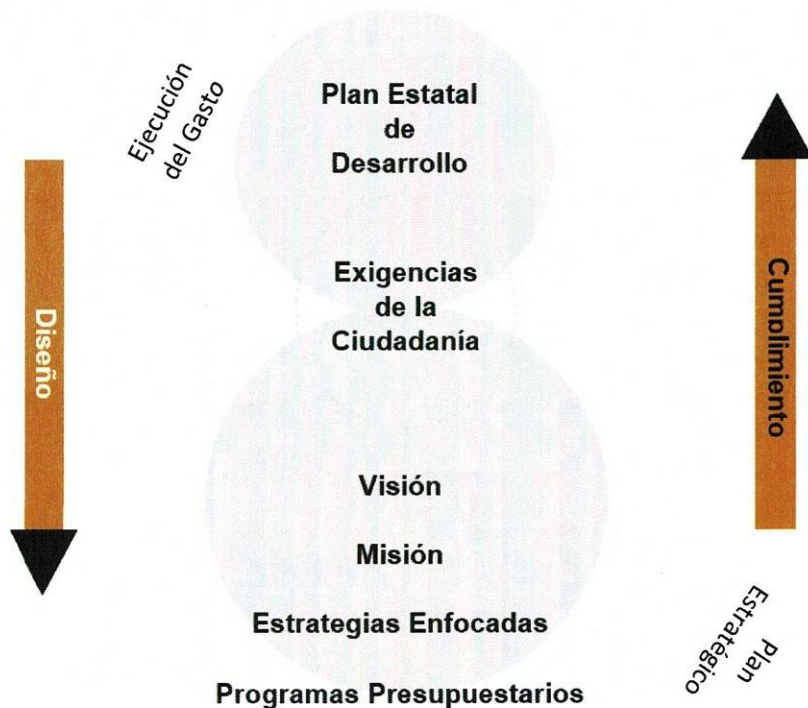 Ejecución
del Gasto
Plan Estatal
de
Desarrollo
Exigencias
de la
Ciudadanía
Diseño
Cumplimiento
Visión
Misión
Estrategias Enfocadas
Programas Presupuestarios
Plan
Estratégico